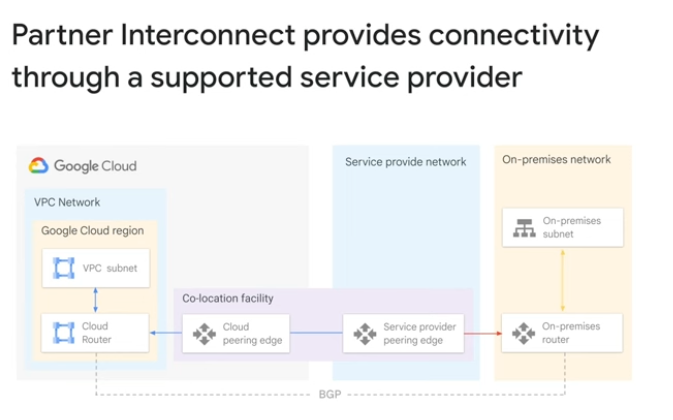 Partner Interconnect provides connectivity
through a supported service provider
Google Cloud
Service provide network
On-premises network
VPC Network
Google Cloud region
VPC subnet
On-premises
subnet
Co-location facility
Cloud
Router
Cloud
peering edge
Service provider
peering edge
On-premises
router
BGP